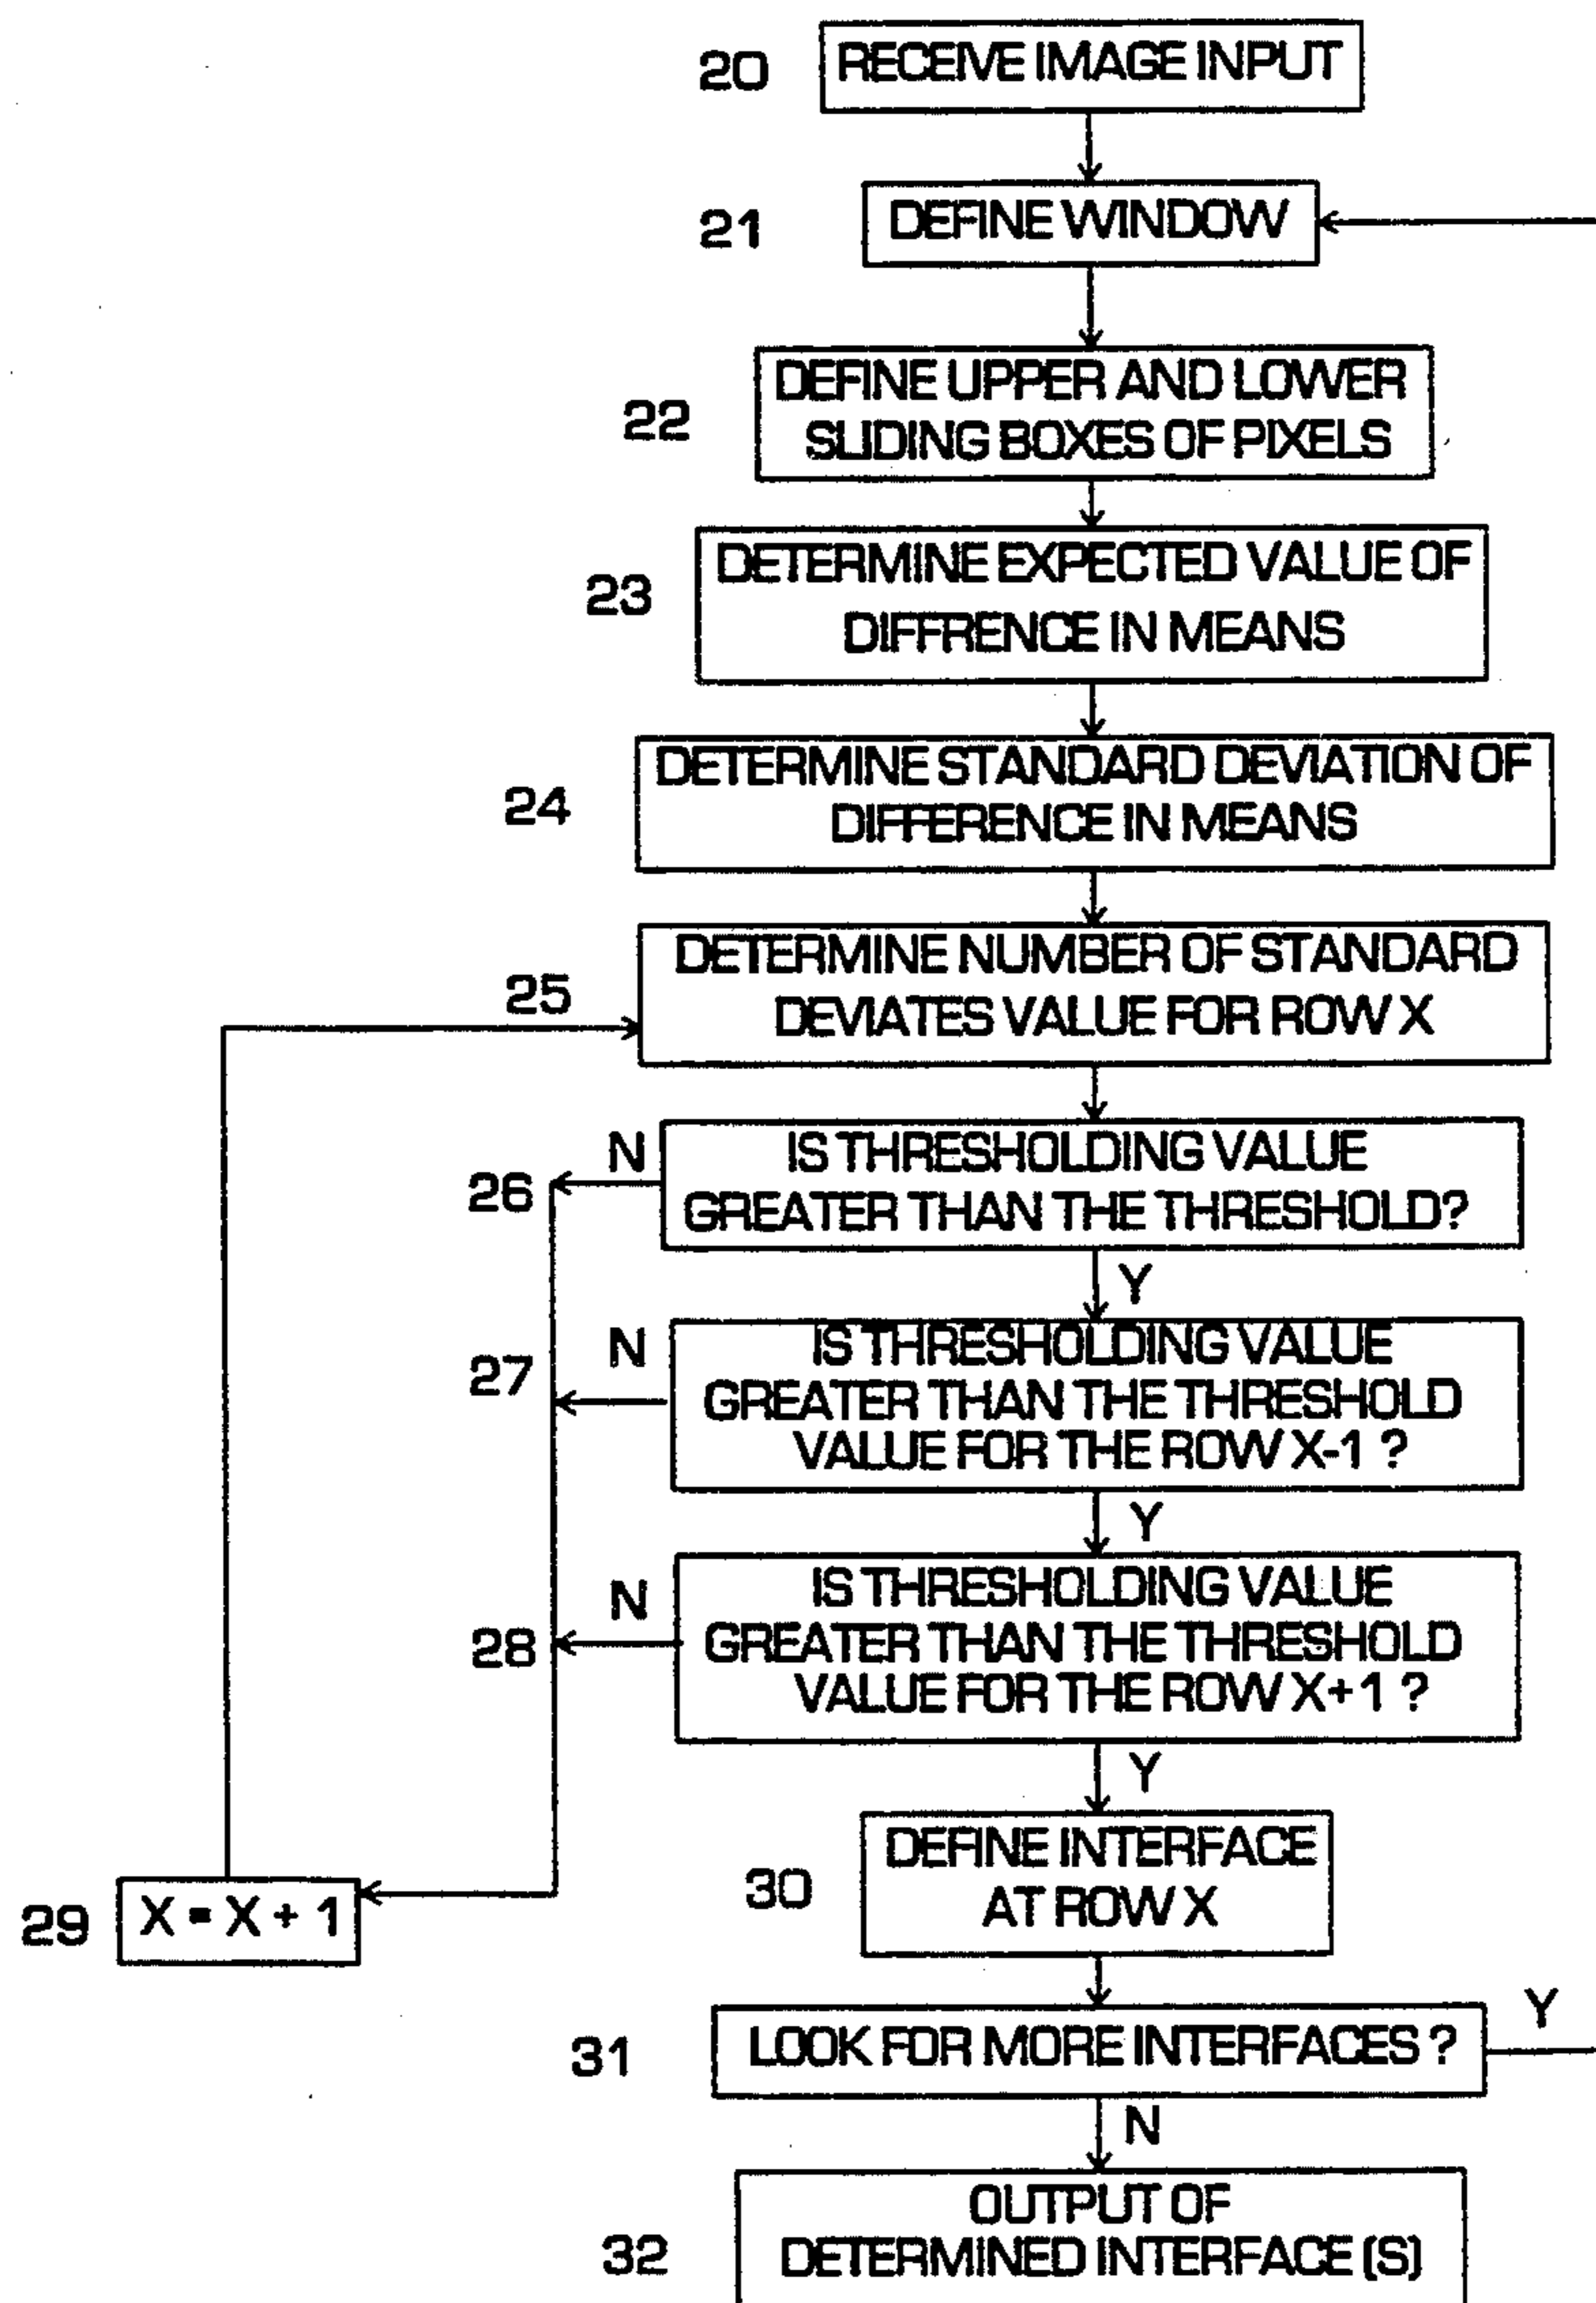 20
RECEIVE IMAGE INPUT
21
DEFINE WINDOW
22
DEFINE UPPER AND LOWER
SLIDING BOXES OF PIXELS
23
DETERMINE EXPECTED VALUE OF
DIFFRENCE IN MEANS
24
DETERMINE STANDARD DEVIATION OF
DIFFERENCE IN MEANS
25
DETERMINE NUMBER OF STANDARD
DEVIATES VALUE FOR ROW X
26
N
IS THRESHOLDING VALUE
GREATER THAN THE THRESHOLD?
Y
27
N
IS THRESHOLDING VALUE
GREATER THAN THE THRESHOLD
VALUE FOR THE ROW X-1 ?
Y
28
N
IS THRESHOLDING VALUE
GREATER THAN THE THRESHOLD
VALUE FOR THE ROW X+1 ?
Y
29
X = X + 1
30
DEFINE INTERFACE
AT ROW X
31
LOOK FOR MORE INTERFACES ?
Y
N
32
OUTPUT OF
DETERMINED INTERFACE (S)